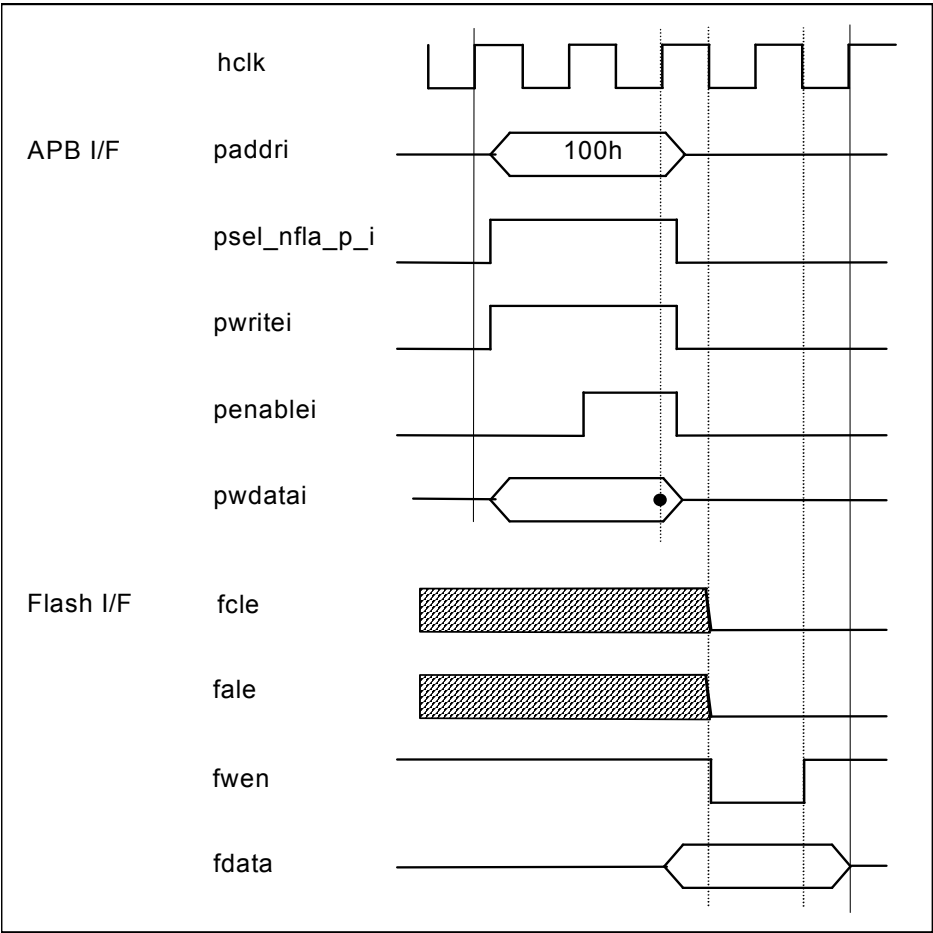 hclk
APB I/F
paddri
100h
psel_nfla_p_i
pwritei
penablei
pwdatai
Flash I/F
fcle
fale
fwen
fdata